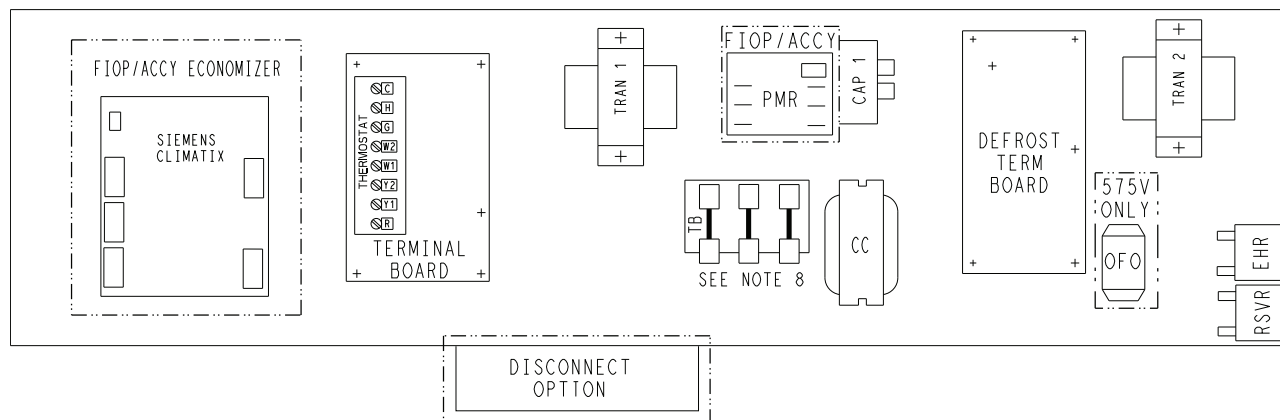 FIOP/ACCY ECONOMIZER
SIEMENS
CLIMATIX
THERMOSTAT
C
H
G
W2
W1
Y2
Y1
R
TERMINAL
BOARD
TRAN 1
FIOP/ACCY
PMR
CAP 1
TB
SEE NOTE 8
CC
DEFROST
TERM
BOARD
TRAN 2
575V
ONLY
OFO
EHR
RSVR
DISCONNECT
OPTION